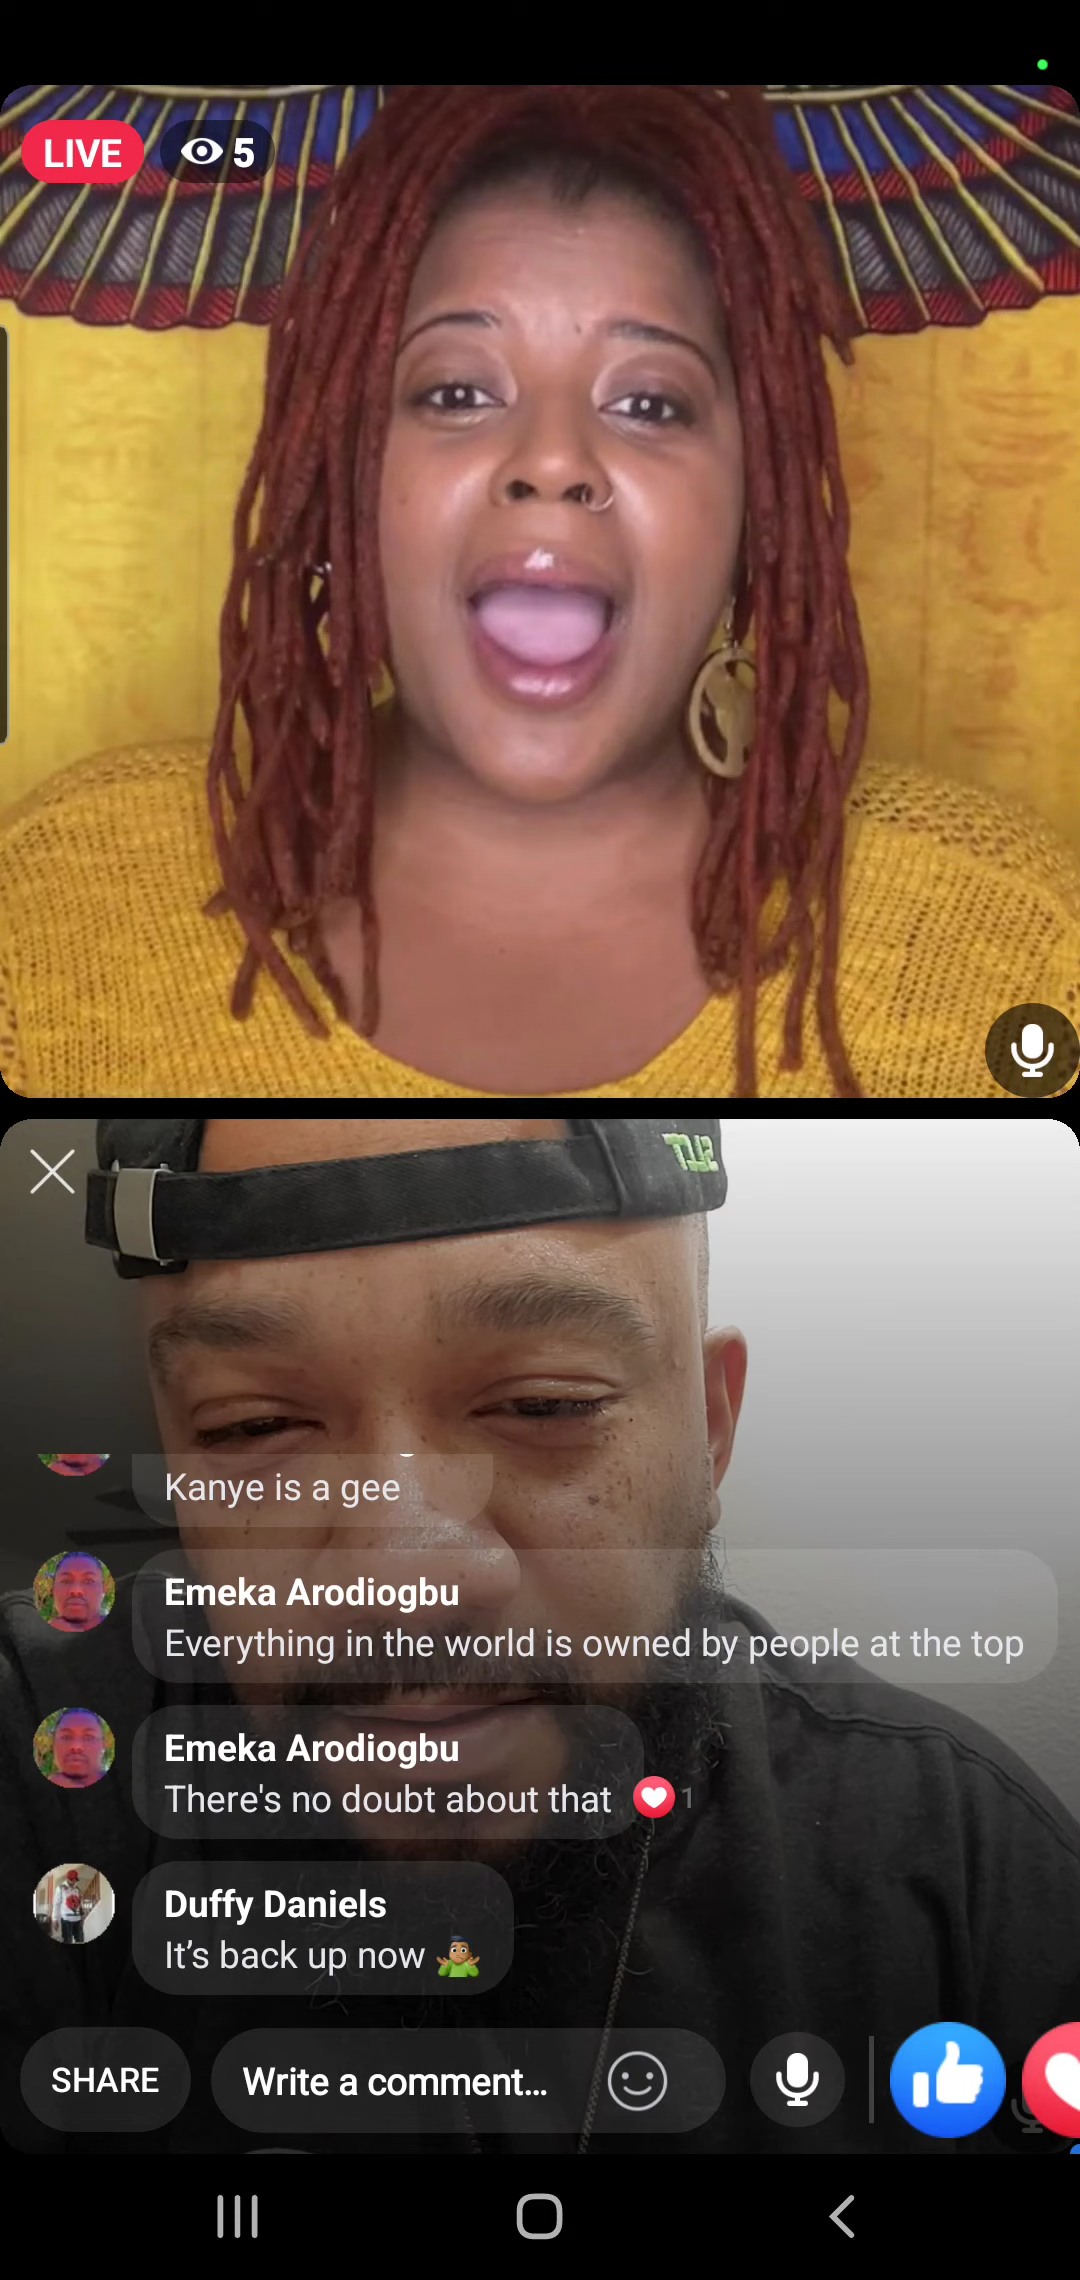 LIVE
5
Kanye is a gee
Emeka Arodiogbu
Everything in the world is owned by people at the top
Emeka Arodiogbu
There's no doubt about that 1
Duffy Daniels
It’s back up now 🤷🏽‍♂️
SHARE
Write a comment...